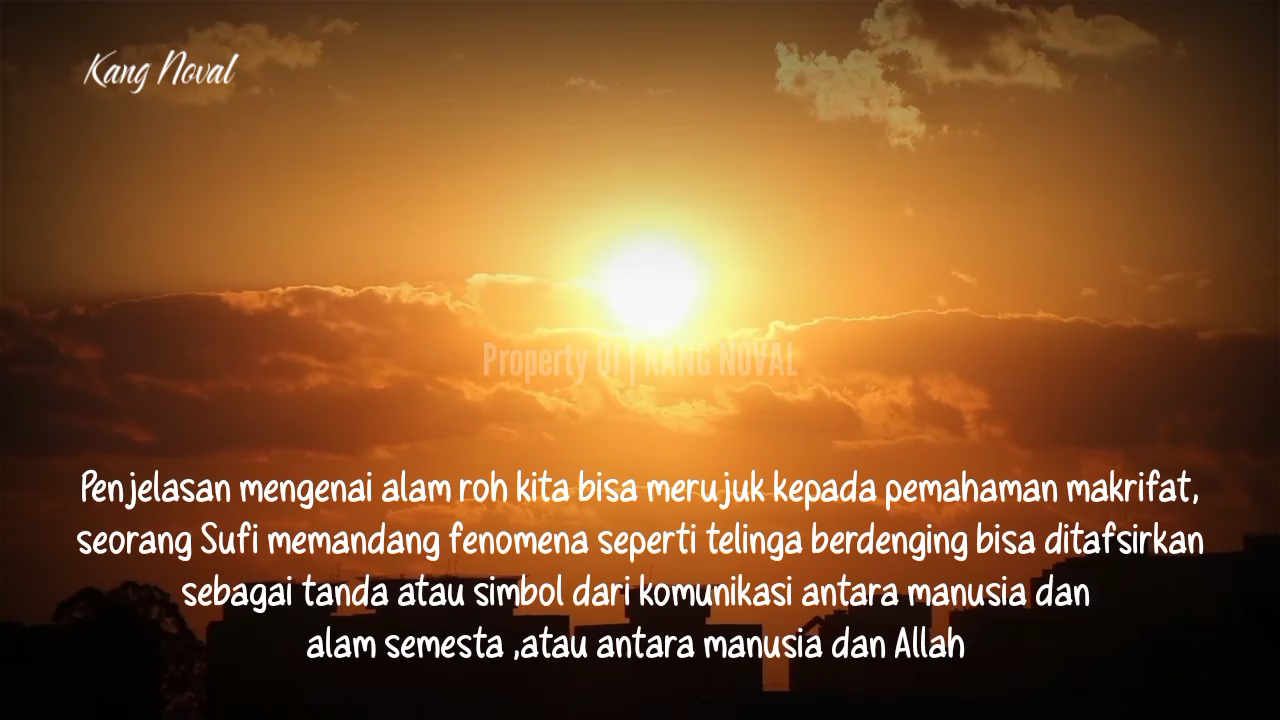 Kang Noval
Property Of | KANG NOVAL
Penjelasan mengenai alam roh kita bisa merujuk kepada pemahaman makrifat,
seorang Sufi memandang fenomena seperti telinga berdenging bisa ditafsirkan
sebagai tanda atau simbol dari komunikasi antara manusia dan
alam semesta ,atau antara manusia dan Allah